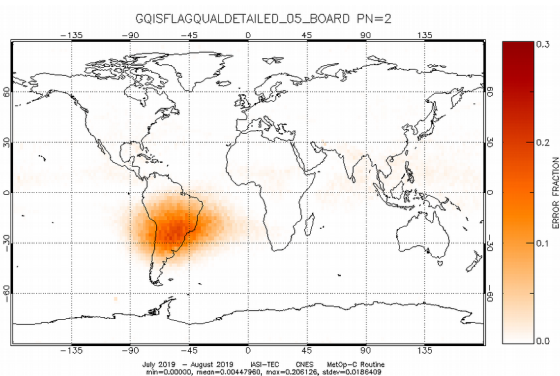 GQISFLAGQUALDETAILED_05_BOARD PN=2
-135 -90 -45 0 45 90 135
60 60
30 30
0 0
-30 -30
-60 -60
-135 -90 -45 0 45 90 135
0.3
0.2
0.1
0.0
ERROR FRACTION
July 2019 - August 2019 IASI-TEC CNES MetOp-C Routine
min=0.00000, mean=0.00447960, max=0.206126, stdev=0.0186409